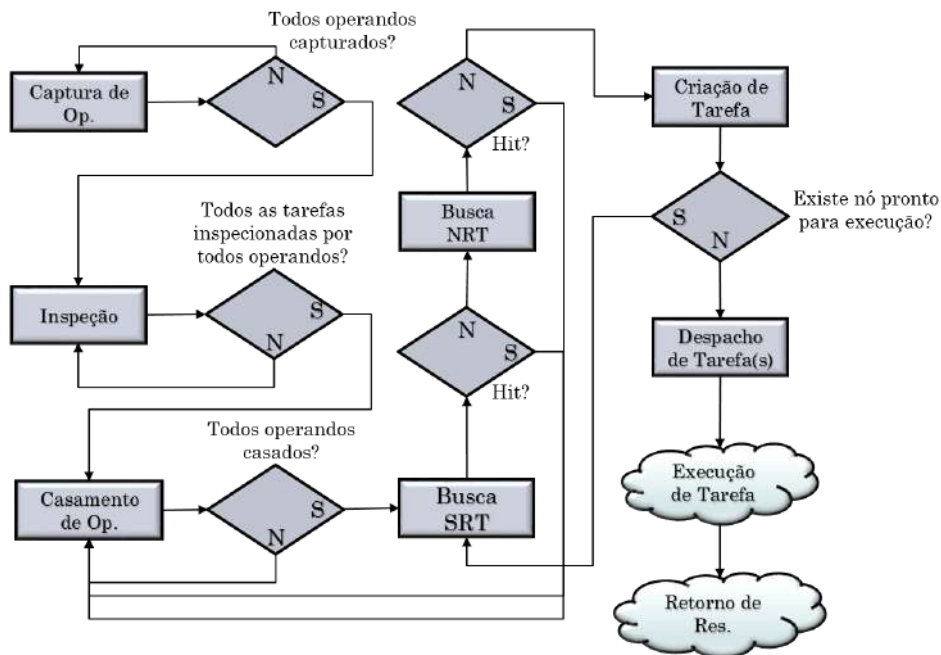 Todos operandos
capturados?
Captura de
Op.
N
S
Todos as tarefas
inspecionadas por
todos operandos?
Inspeção
S
N
Todos operandos
casados?
Casamento
de Op.
S
N
Busca
SRT
N
S
Hit?
Busca
NRT
N
S
Hit?
Criação de
Tarefa
Existe nó pronto
para execução?
S
N
Despacho
de Tarefa(s)
Execução
de Tarefa
Retorno de
Res.